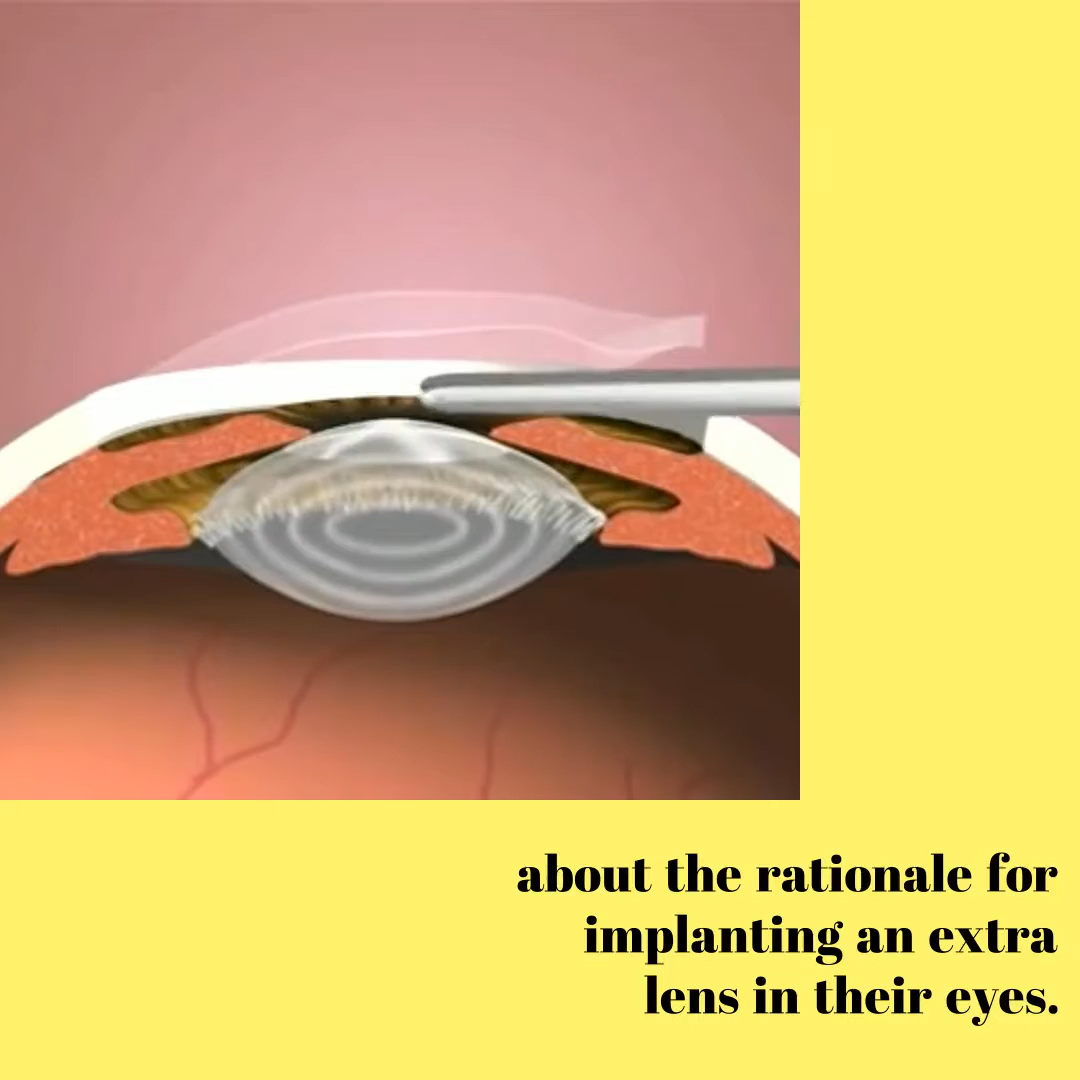 about the rationale for
implanting an extra
lens in their eyes.